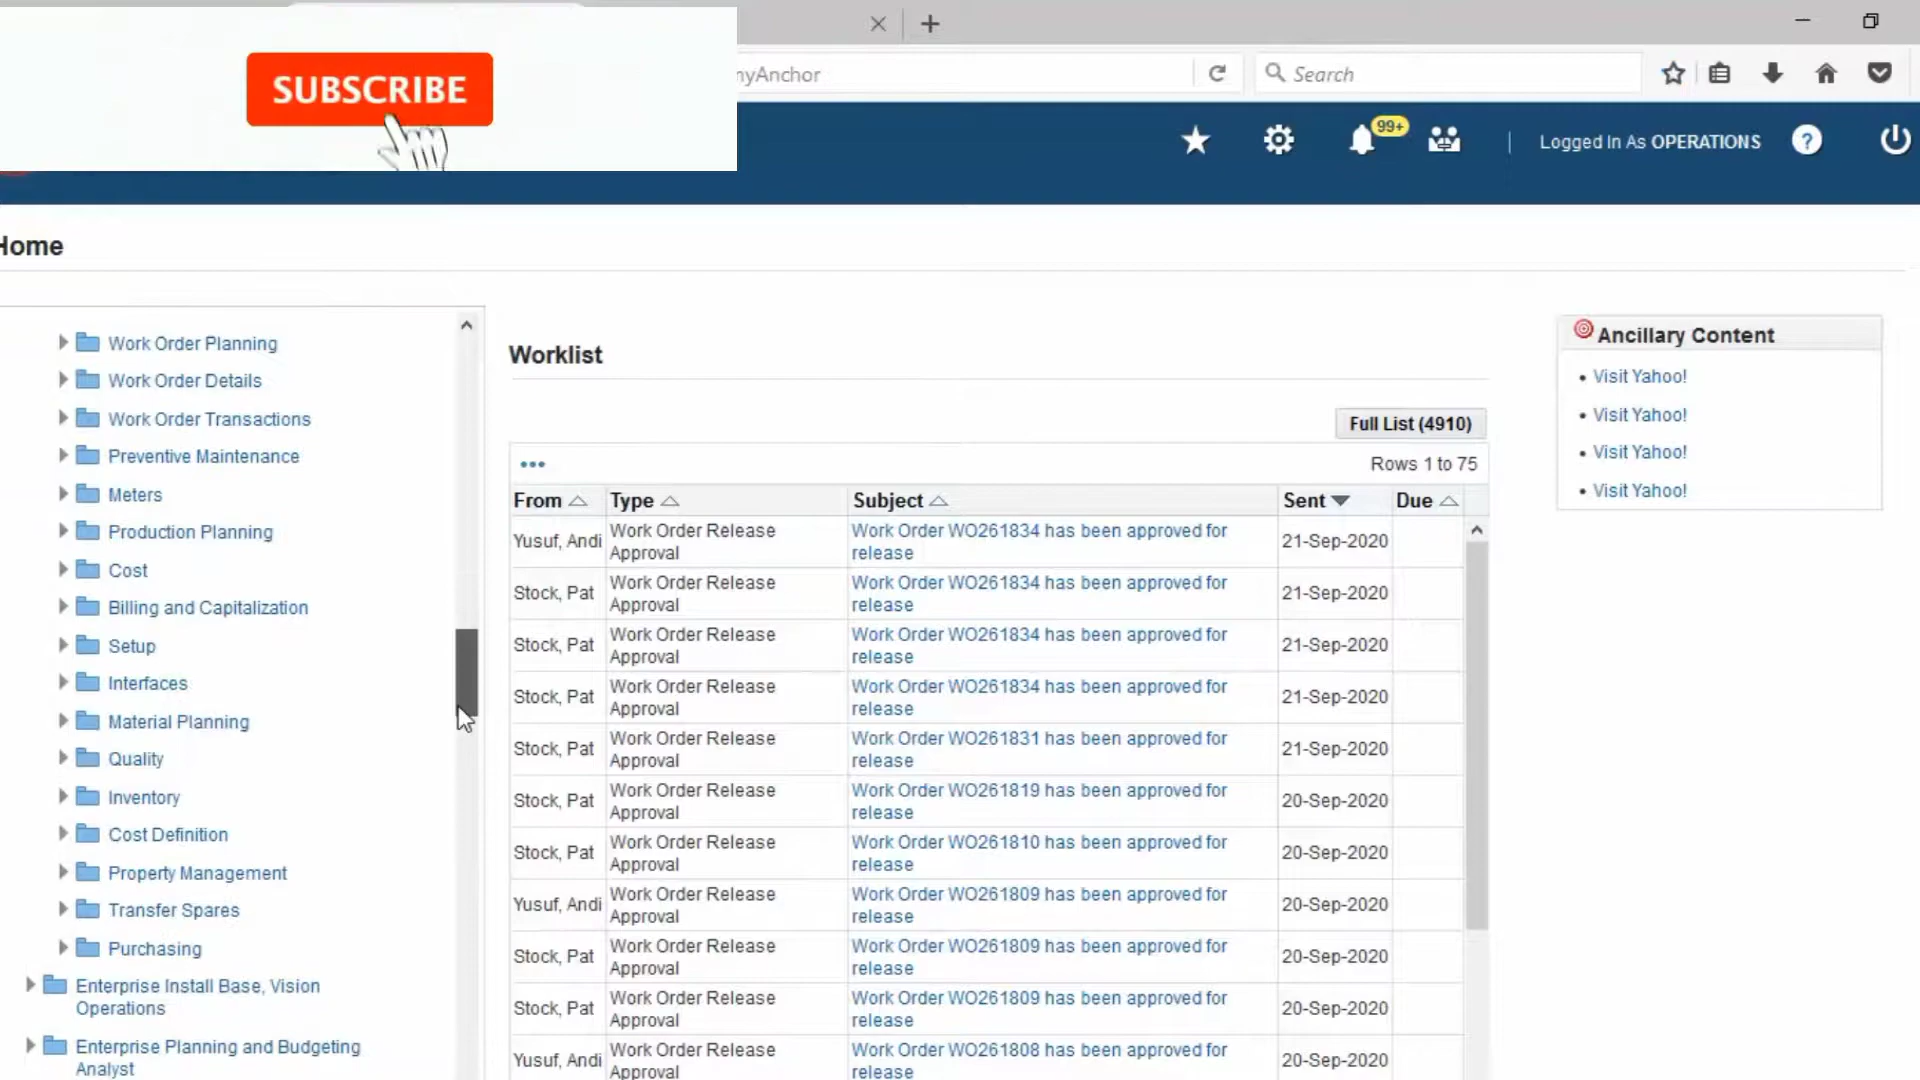 SUBSCRIBE
nyAnchor
Search
99+
Logged In As OPERATIONS
?
Home
Work Order Planning
Work Order Details
Work Order Transactions
Preventive Maintenance
Meters
Production Planning
Cost
Billing and Capitalization
Setup
Interfaces
Material Planning
Quality
Inventory
Cost Definition
Property Management
Transfer Spares
Purchasing
Enterprise Install Base, Vision
Operations
Enterprise Planning and Budgeting
Analyst
Worklist
Full List (4910)
Rows 1 to 75
From Type Subject Sent Due
Yusuf, Andi Work Order Release Work Order WO261834 has been approved for 21-Sep-2020
Approval release
Stock, Pat Work Order Release Work Order WO261834 has been approved for 21-Sep-2020
Approval release
Stock, Pat Work Order Release Work Order WO261834 has been approved for 21-Sep-2020
Approval release
Stock, Pat Work Order Release Work Order WO261834 has been approved for 21-Sep-2020
Approval release
Stock, Pat Work Order Release Work Order WO261831 has been approved for 21-Sep-2020
Approval release
Stock, Pat Work Order Release Work Order WO261819 has been approved for 20-Sep-2020
Approval release
Stock, Pat Work Order Release Work Order WO261810 has been approved for 20-Sep-2020
Approval release
Yusuf, Andi Work Order Release Work Order WO261809 has been approved for 20-Sep-2020
Approval release
Stock, Pat Work Order Release Work Order WO261809 has been approved for 20-Sep-2020
Approval release
Stock, Pat Work Order Release Work Order WO261809 has been approved for 20-Sep-2020
Approval release
Yusuf, Andi Work Order Release Work Order WO261808 has been approved for 20-Sep-2020
Approval release
Ancillary Content
Visit Yahoo!
Visit Yahoo!
Visit Yahoo!
Visit Yahoo!